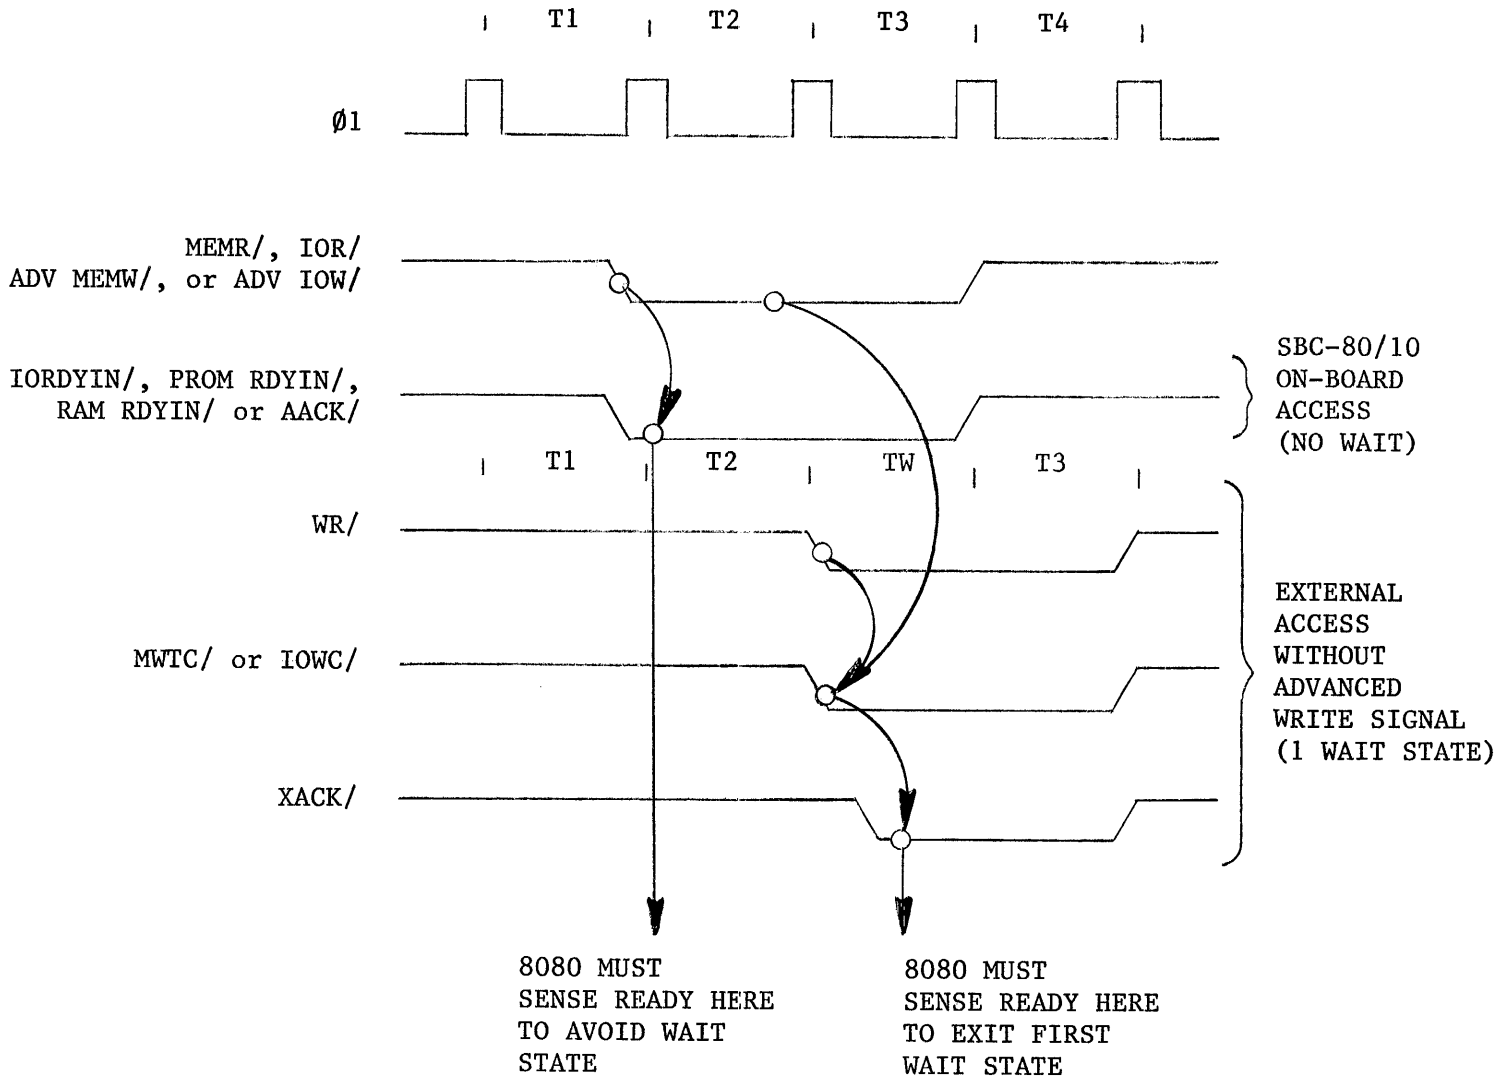 T1 T2 T3 T4
Ø1
MEMR/, IOR/
ADV MEMW/, or ADV IOW/
IORDYIN/, PROM RDYIN/,
RAM RDYIN/ or AACK/
SBC-80/10
ON-BOARD
ACCESS
(NO WAIT)
T1 T2 TW T3
WR/
MWTC/ or IOWC/
XACK/
EXTERNAL
ACCESS
WITHOUT
ADVANCED
WRITE SIGNAL
(1 WAIT STATE)
8080 MUST
SENSE READY HERE
TO AVOID WAIT
STATE
8080 MUST
SENSE READY HERE
TO EXIT FIRST
WAIT STATE